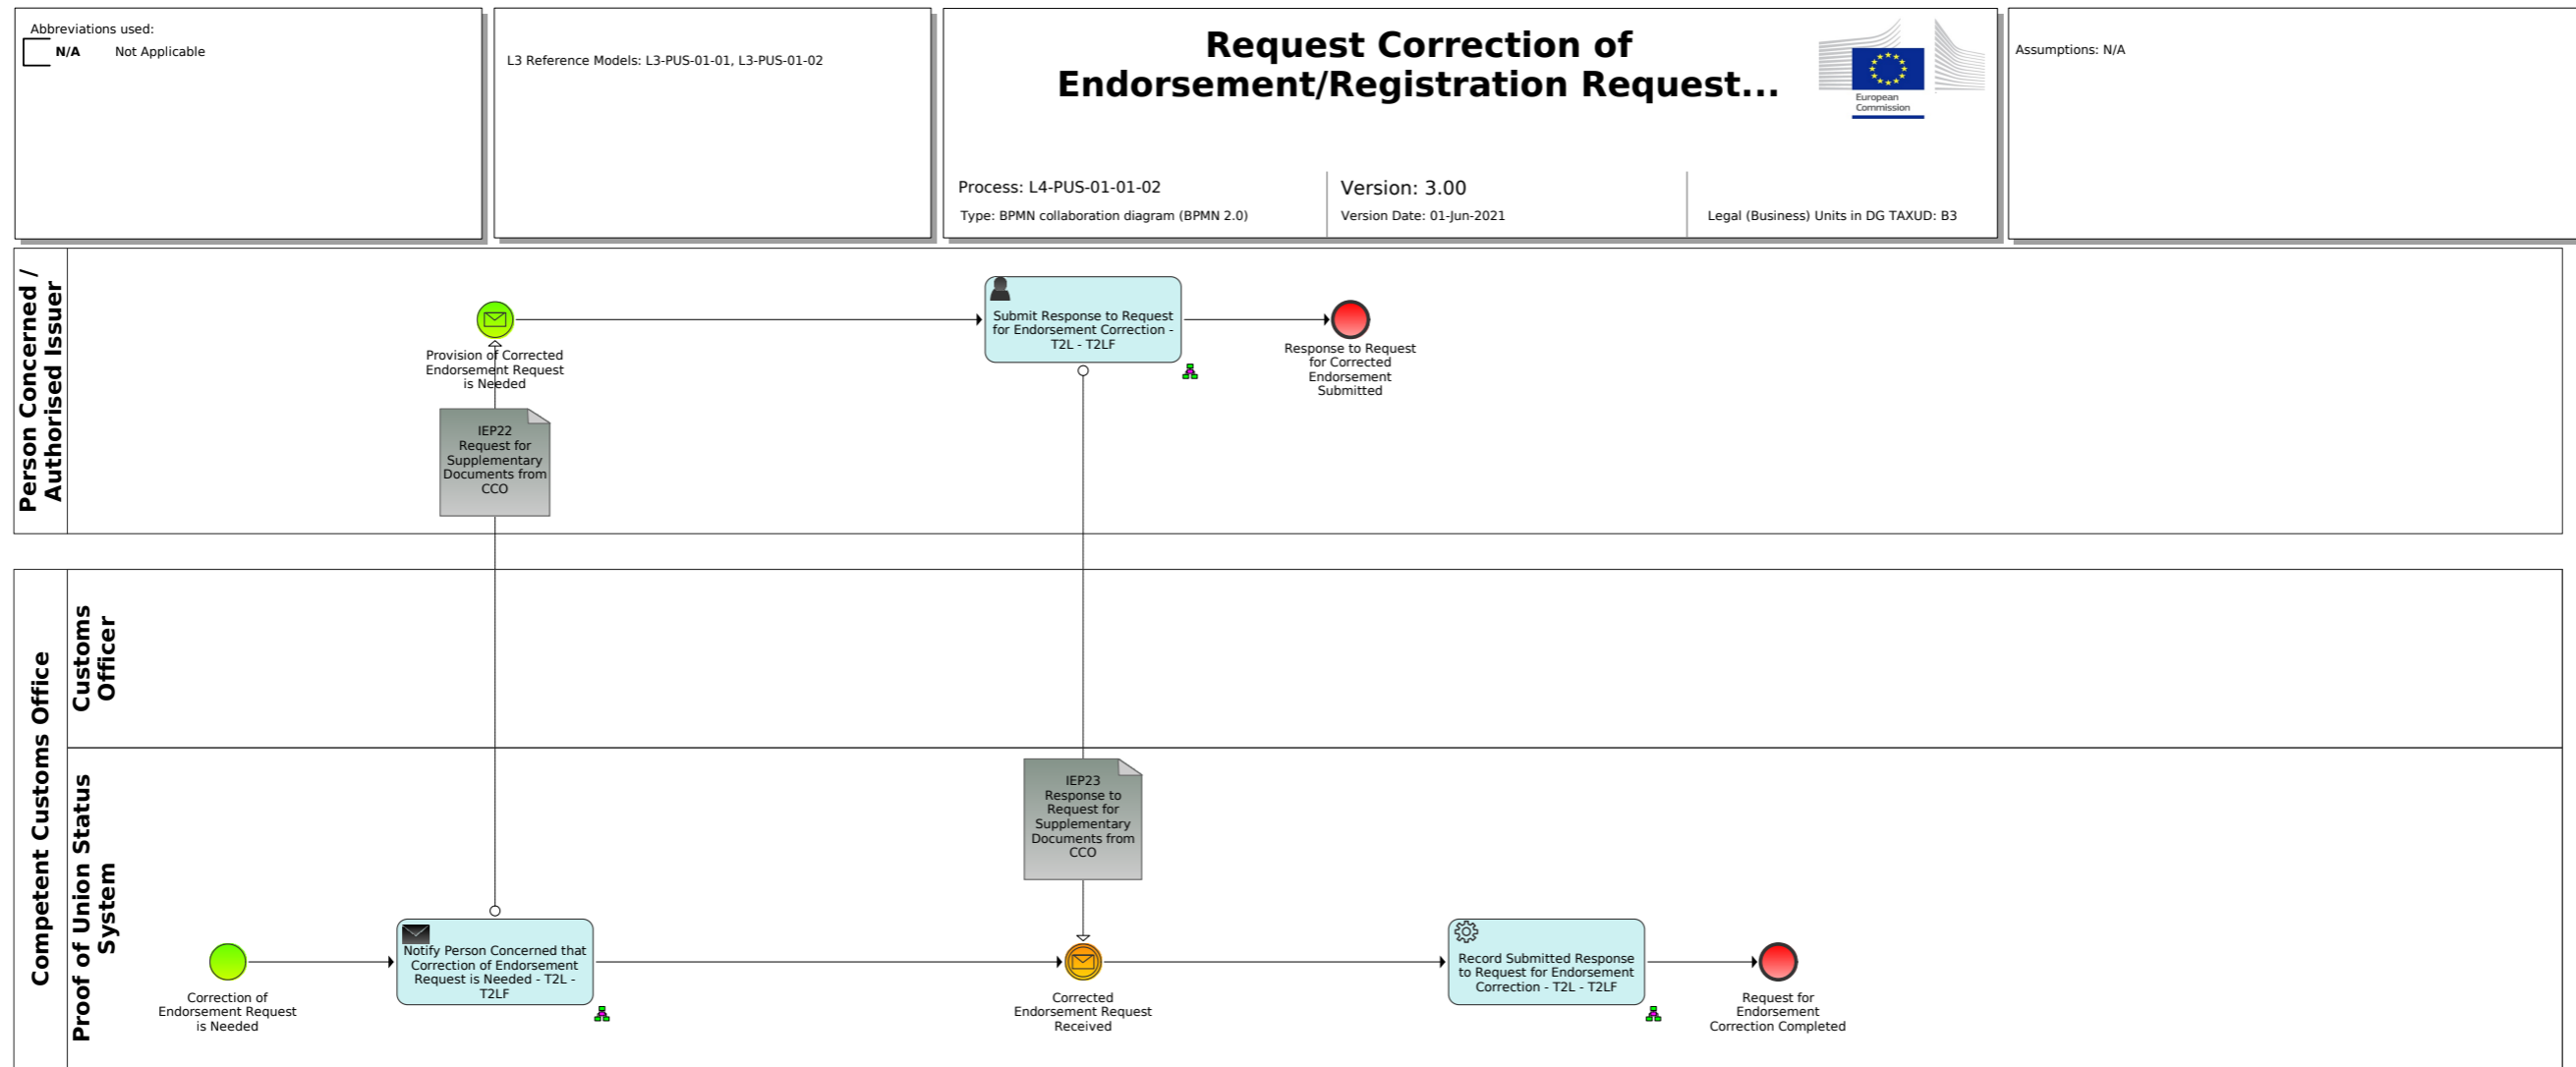 Abbreviations used:
N/A Not Applicable
L3 Reference Models: L3-PUS-01-01, L3-PUS-01-02
Request Correction of
Endorsement/Registration Request...
European
Commission
Process: L4-PUS-01-01-02
Version: 3.00
Type: BPMN collaboration diagram (BPMN 2.0)
Version Date: 01-Jun-2021
Legal (Business) Units in DG TAXUD: B3
Assumptions: N/A
Person Concerned /
Authorised Issuer
Provision of Corrected
Endorsement Request
is Needed
Submit Response to Request
for Endorsement Correction -
T2L - T2LF
Response to Request
for Corrected
Endorsement
Submitted
IEP22
Request for
Supplementary
Documents from
CCO
Competent Customs Office
Customs
Officer
Proof of Union Status
System
IEP23
Response to
Request for
Supplementary
Documents from
CCO
Correction of
Endorsement Request
is Needed
Notify Person Concerned that
Correction of Endorsement
Request is Needed - T2L -
T2LF
Corrected
Endorsement Request
Received
Record Submitted Response
to Request for Endorsement
Correction - T2L - T2LF
Request for
Endorsement
Correction Completed